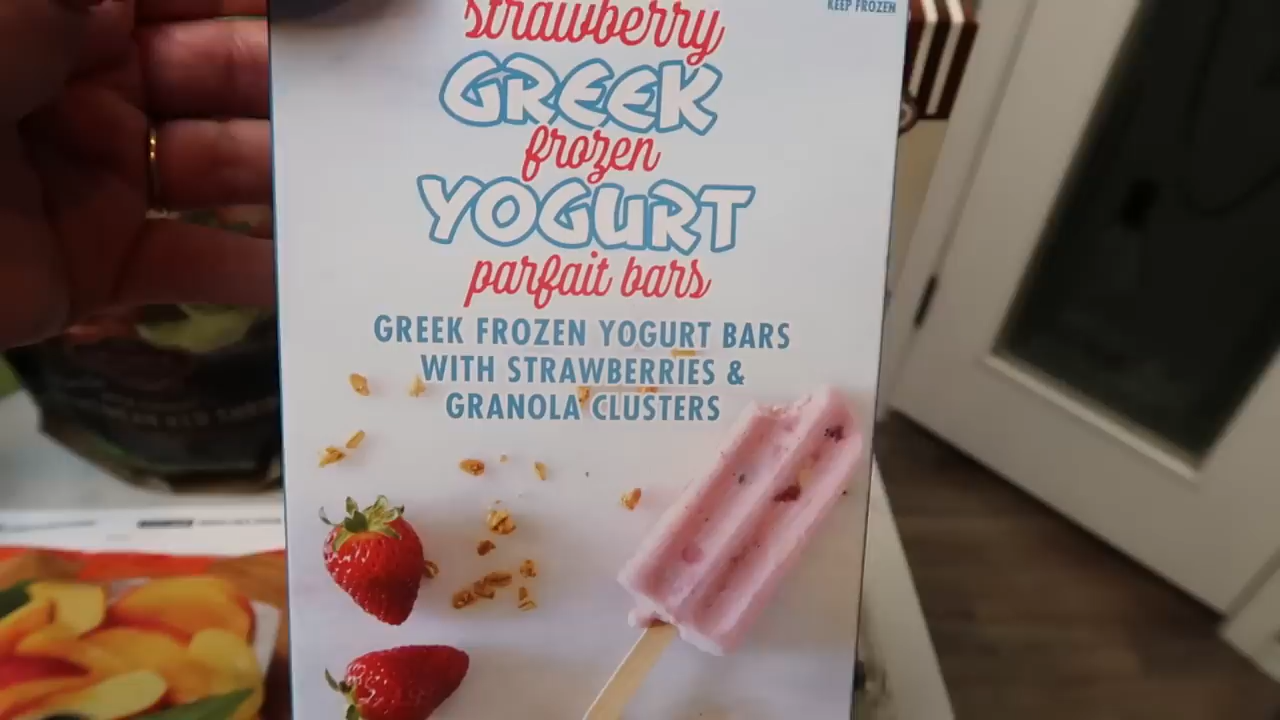 KEEP FROZEN
strawberry
GREEK
frozen
YOGURT
parfait bars
GREEK FROZEN YOGURT BARS
WITH STRAWBERRIES &
GRANOLA CLUSTERS